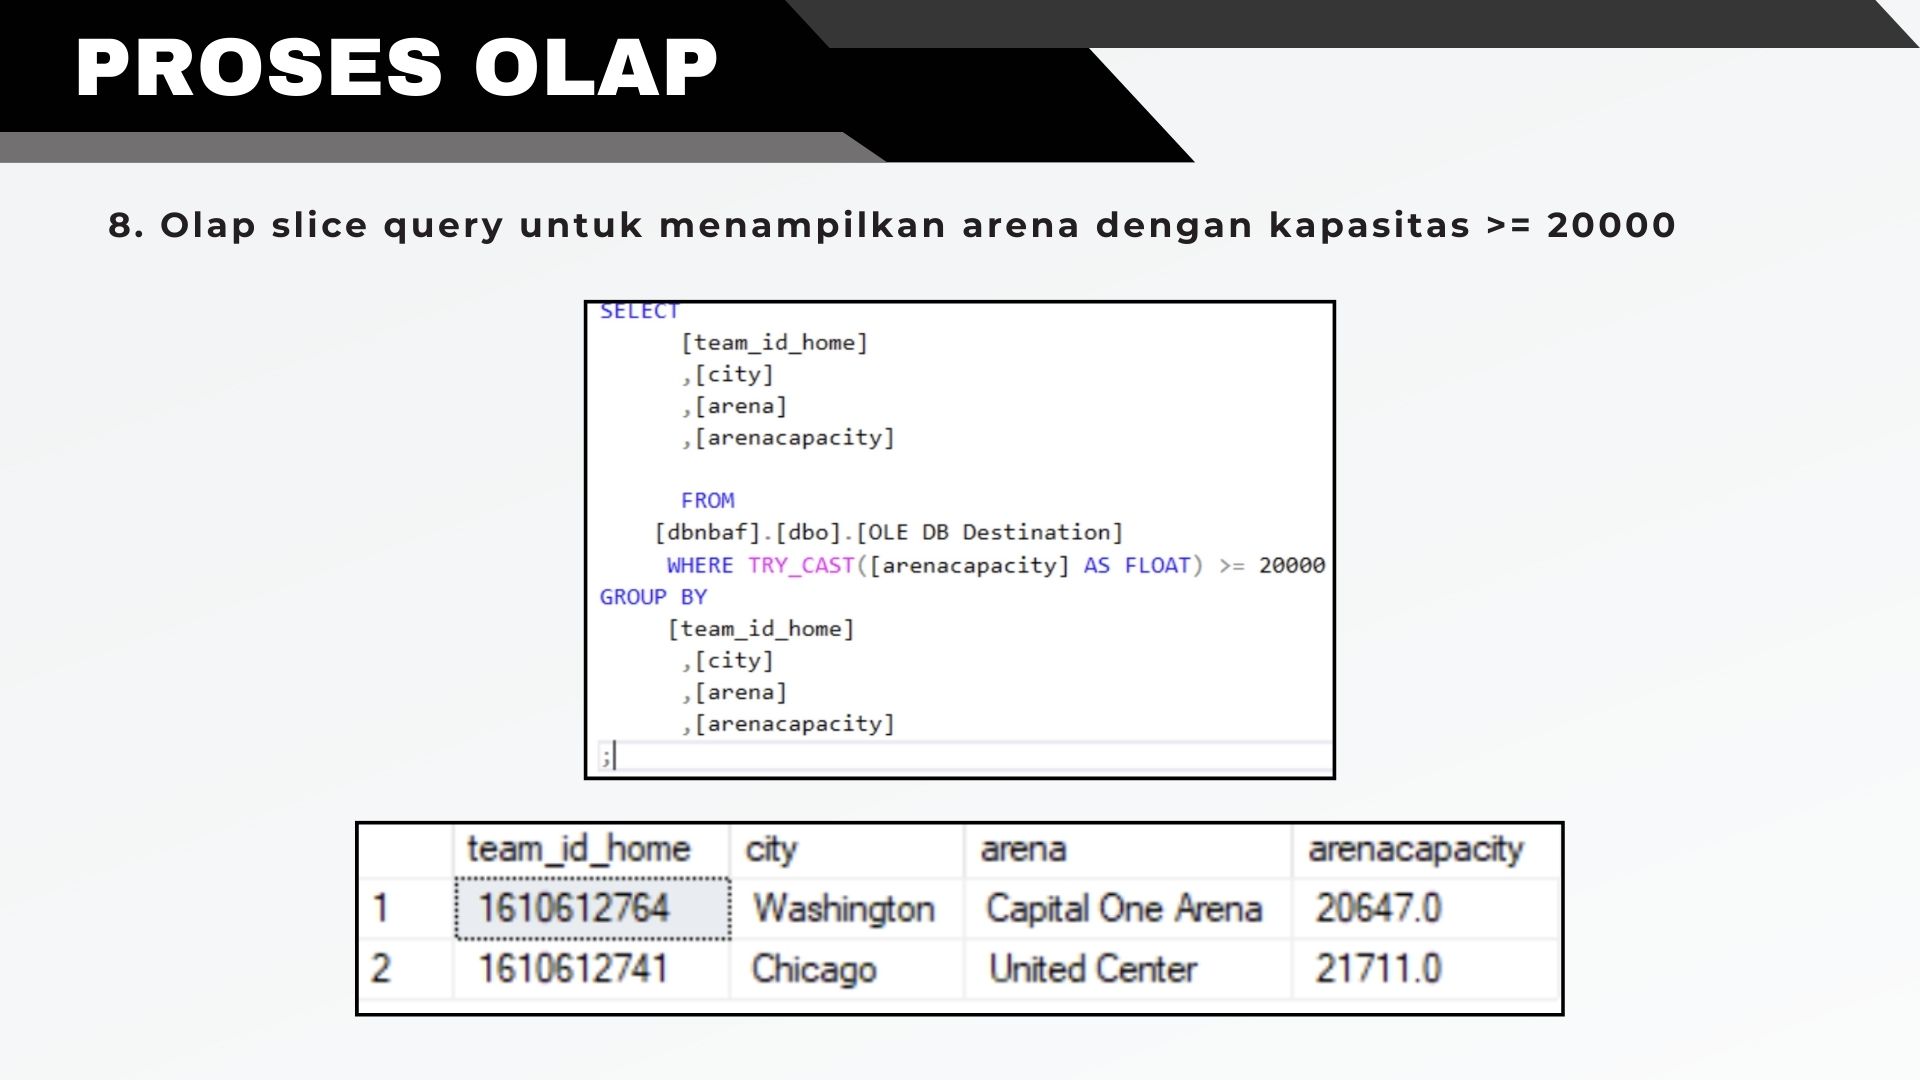 PROSES OLAP
8. Olap slice query untuk menampilkan arena dengan kapasitas >= 20000
SELECT
[team_id_home]
,[city]
,[arena]
,[arenacapacity]
FROM
[dbnbaf].[dbo].[OLE DB Destination]
WHERE TRY_CAST([arenacapacity] AS FLOAT) >= 20000
GROUP BY
[team_id_home]
,[city]
,[arena]
,[arenacapacity]
;
team_id_home city arena arenacapacity
1 1610612764 Washington Capital One Arena 20647.0
2 1610612741 Chicago United Center 21711.0